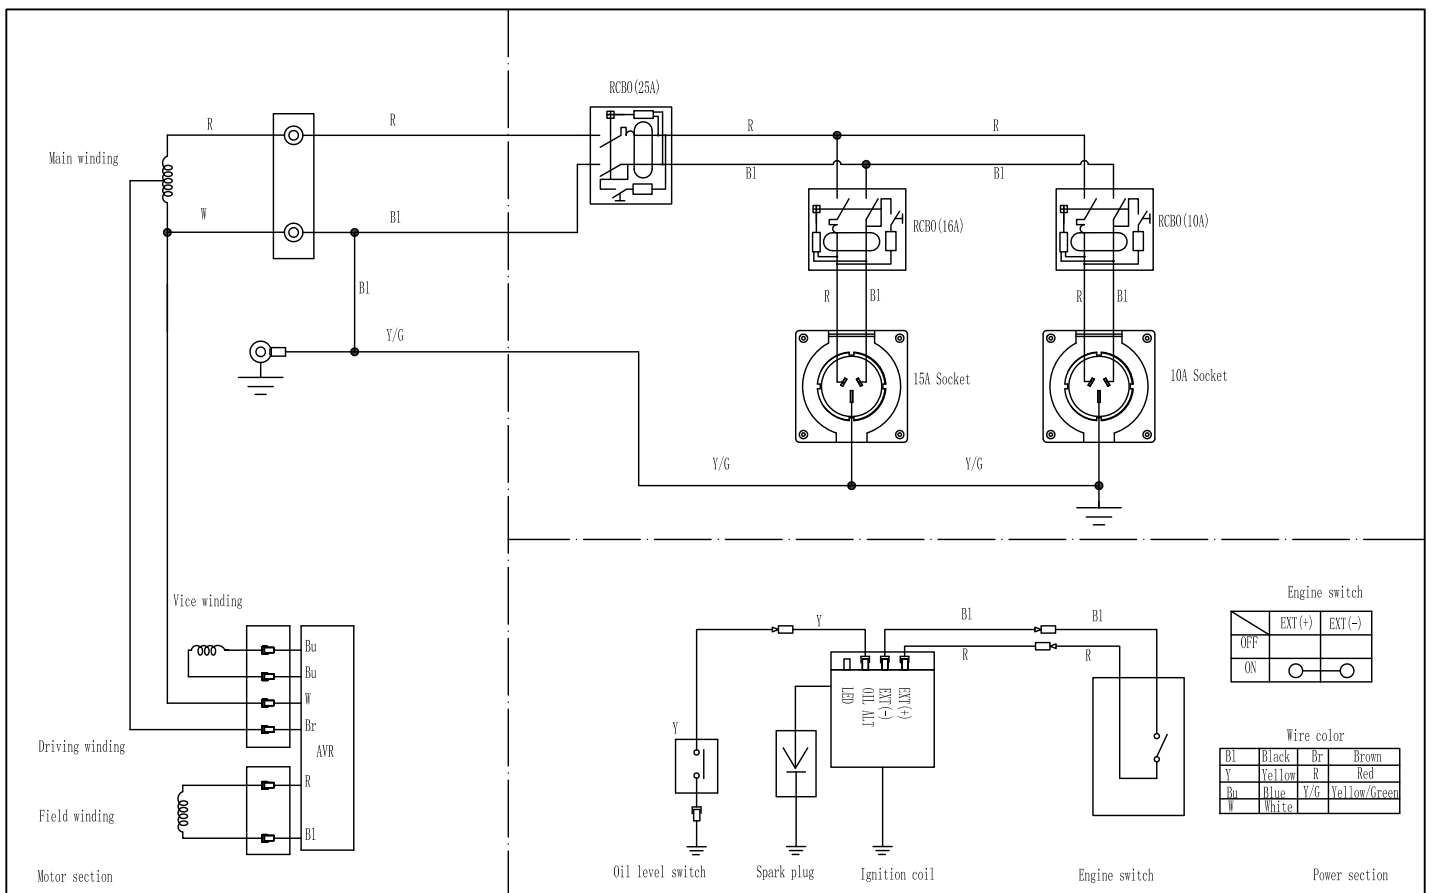 RCBO(25A)
R
R
R
R
Main winding
Bl
Bl
W
Bl
RCBO(16A)
RCBO(10A)
Bl
R
Bl
R
Bl
Y/G
15A Socket
10A Socket
Y/G
Y/G
Vice winding
Bu
Bu
W
Br
Driving winding
AVR
R
Field winding
Bl
Motor section
Y
Bl
Bl
R
R
LED
OIL ALT
EXT(-)
EXT(+)
Y
Oil level switch
Spark plug
Ignition coil
Engine switch
Engine switch
EXT(+) EXT(-)
OFF
ON
Wire color
Bl Black Br Brown
Y Yellow R Red
Bu Blue Y/G Yellow/Green
W White
Power section